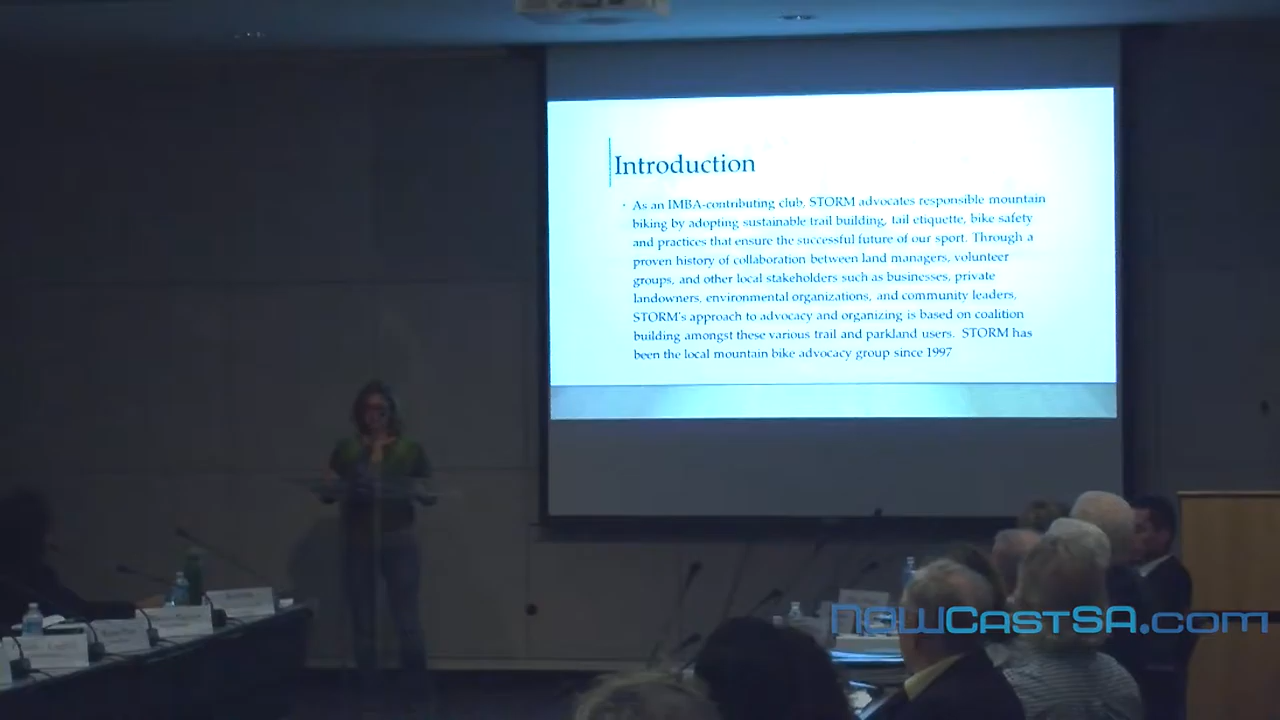 Introduction
· As an IMBA-contributing club, STORM advocates responsible mountain
biking by adopting sustainable trail building, tail etiquette, bike safety
and practices that ensure the successful future of our sport. Through a
proven history of collaboration between land managers, volunteer
groups, and other local stakeholders such as businesses, private
landowners, environmental organizations, and community leaders,
STORM's approach to advocacy and organizing is based on coalition
building amongst these various trail and parkland users. STORM has
been the local mountain bike advocacy group since 1997
NOWCASTSA.COM